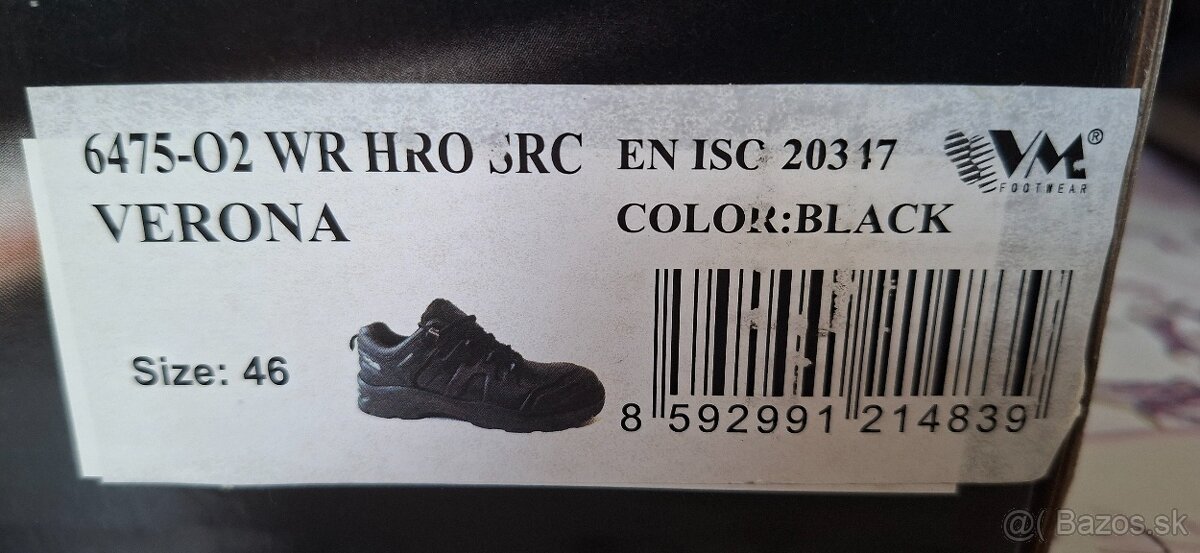 6475-O2 WR HRO SRC EN ISO 20347
VM®
FOOTWEAR
VERONA COLOR:BLACK
Size: 46
8 592991 214839
@( Bazos.sk